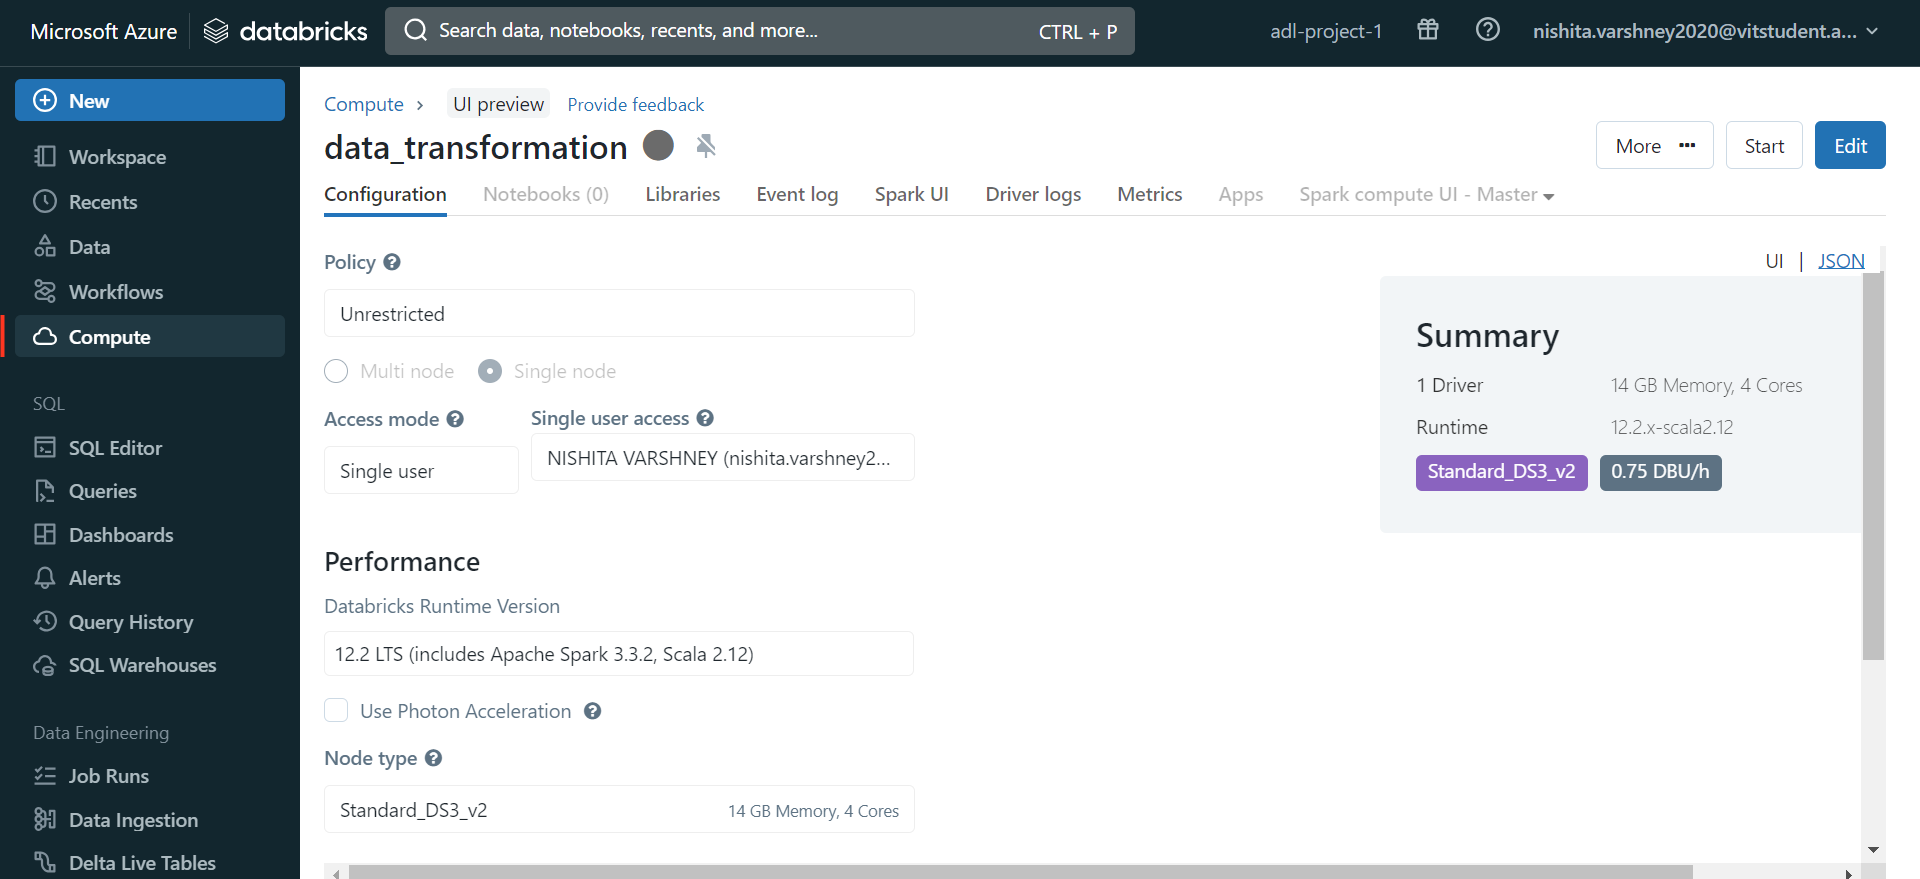 Microsoft Azure databricks Search data, notebooks, recents, and more... CTRL + P adl-project-1 nishita.varshney2020@vitstudent.a...
New
Workspace
Recents
Data
Workflows
Compute
SQL
SQL Editor
Queries
Dashboards
Alerts
Query History
SQL Warehouses
Data Engineering
Job Runs
Data Ingestion
Delta Live Tables
Compute › UI preview Provide feedback
data_transformation
More ··· Start Edit
Configuration Notebooks (0) Libraries Event log Spark UI Driver logs Metrics Apps Spark compute UI - Master
UI | JSON
Policy ?
Unrestricted
Multi node Single node
Access mode ? Single user access ?
Single user NISHITA VARSHNEY (nishita.varshney2...
Performance
Databricks Runtime Version
12.2 LTS (includes Apache Spark 3.3.2, Scala 2.12)
Use Photon Acceleration ?
Node type ?
Standard_DS3_v2 14 GB Memory, 4 Cores
Summary
1 Driver 14 GB Memory, 4 Cores
Runtime 12.2.x-scala2.12
Standard_DS3_v2 0.75 DBU/h